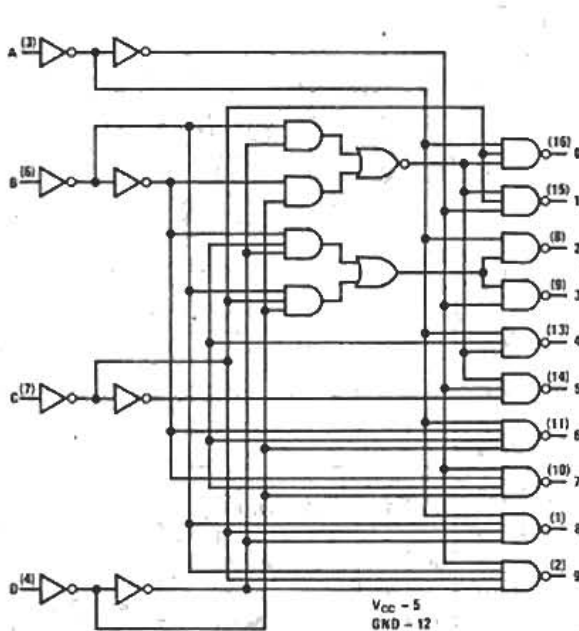 A (3)
(16) 0
B (6)
(15) 1
(8) 2
(9) 3
(13) 4
C (7)
(14) 5
(11) 6
(10) 7
(1) 8
D (4)
(2) 9
VCC – 5
GND – 12